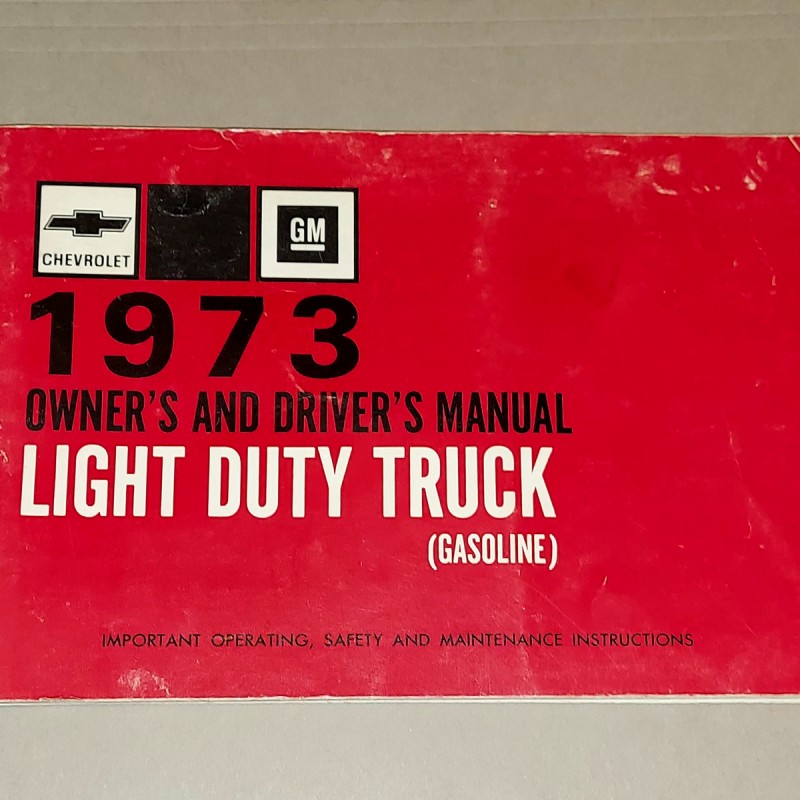 CHEVROLET
GM
1973
OWNER'S AND DRIVER'S MANUAL
LIGHT DUTY TRUCK
(GASOLINE)
IMPORTANT OPERATING, SAFETY AND MAINTENANCE INSTRUCTIONS